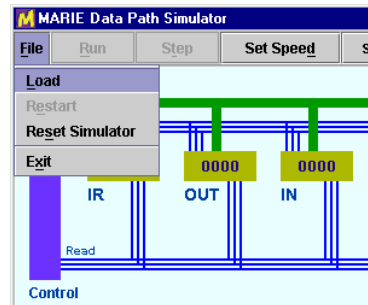 MARIE Data Path Simulator
File Run Step Set Speed
Load
Restart
Reset Simulator
Exit
0000 0000
IR OUT IN
Read
Control